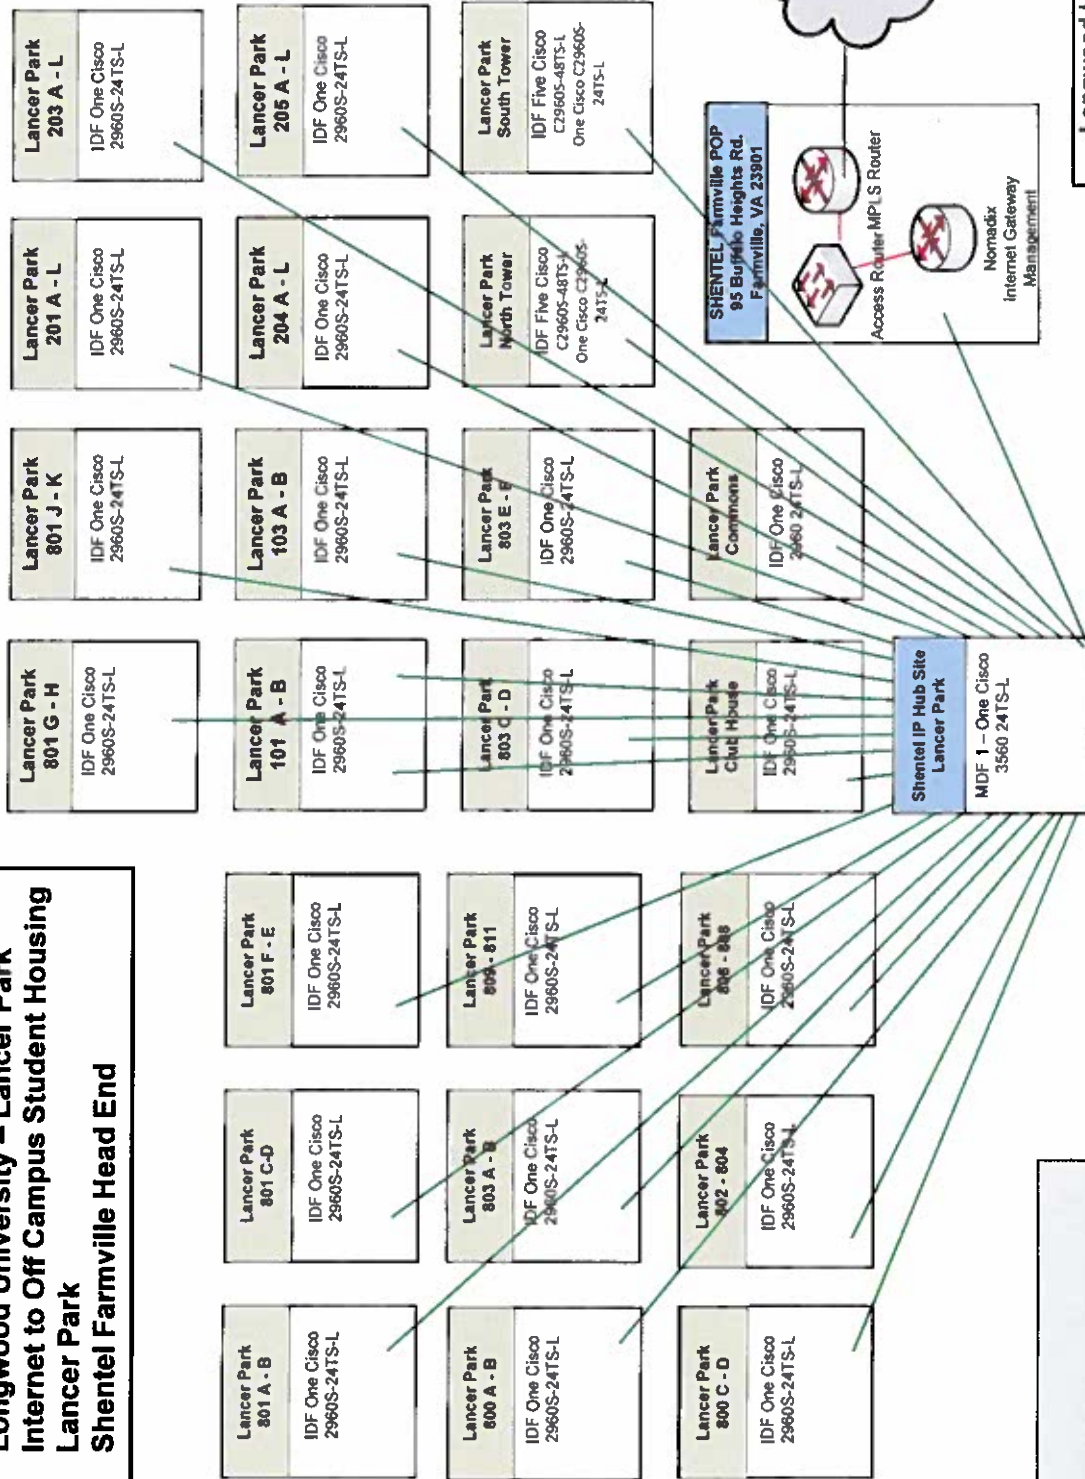 Longwood University – Lancer Park
Internet to Off Campus Student Housing
Lancer Park
Shentel Farmville Head End
Lancer Park
801 A - B
IDF One Cisco
2960S-24TS-L
Lancer Park
801 C-D
IDF One Cisco
2960S-24TS-L
Lancer Park
801 F - E
IDF One Cisco
2960S-24TS-L
Lancer Park
801 G - H
IDF One Cisco
2960S-24TS-L
Lancer Park
801 J - K
IDF One Cisco
2960S-24TS-L
Lancer Park
201 A - L
IDF One Cisco
2960S-24TS-L
Lancer Park
203 A - L
IDF One Cisco
2960S-24TS-L
Lancer Park
800 A - B
IDF One Cisco
2960S-24TS-L
Lancer Park
803 A - B
IDF One Cisco
2960S-24TS-L
Lancer Park
809 - 811
IDF One Cisco
2960S-24TS-L
Lancer Park
101 A - B
IDF One Cisco
2960S-24TS-L
Lancer Park
103 A - B
IDF One Cisco
2960S-24TS-L
Lancer Park
204 A - L
IDF One Cisco
2960S-24TS-L
Lancer Park
205 A - L
IDF One Cisco
2960S-24TS-L
Lancer Park
800 C - D
IDF One Cisco
2960S-24TS-L
Lancer Park
802 - 804
IDF One Cisco
2960S-24TS-L
Lancer Park
IDF One Cisco
2960S-24TS-L
Lancer Park
803 C - D
IDF One Cisco
2960S-24TS-L
Lancer Park
803 E - F
IDF One Cisco
2960S-24TS-L
Lancer Park
North Tower
IDF Five Cisco
C2960S-48TS-L
One Cisco C2960S-
24TS-L
Lancer Park
South Tower
IDF Five Cisco
C2960S-48TS-L
One Cisco C2960S-
24TS-L
Lancer Park
Club House
IDF One Cisco
2960S-24TS-L
Lancer Park
Commons
IDF One Cisco
2960 24TS-L
SHENTEL Farmville POP
95 Buffalo Heights Rd.
Farmville, VA 23901
Access Router
MPLS Router
Nomadix
Internet Gateway
Management
Shentel IP Hub Site
Lancer Park
MDF 1 – One Cisco
3560 24TS-L